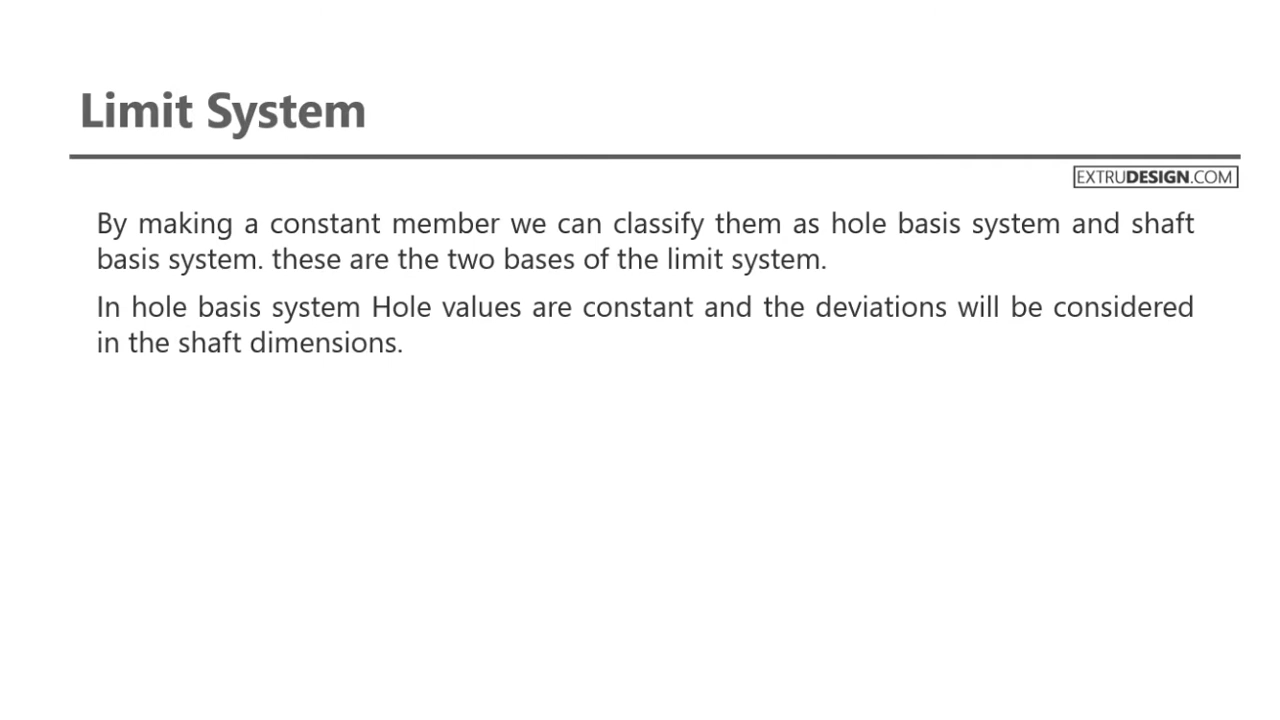 Limit System
EXTRUDESIGN.COM
By making a constant member we can classify them as hole basis system and shaft
basis system. these are the two bases of the limit system.
In hole basis system Hole values are constant and the deviations will be considered
in the shaft dimensions.